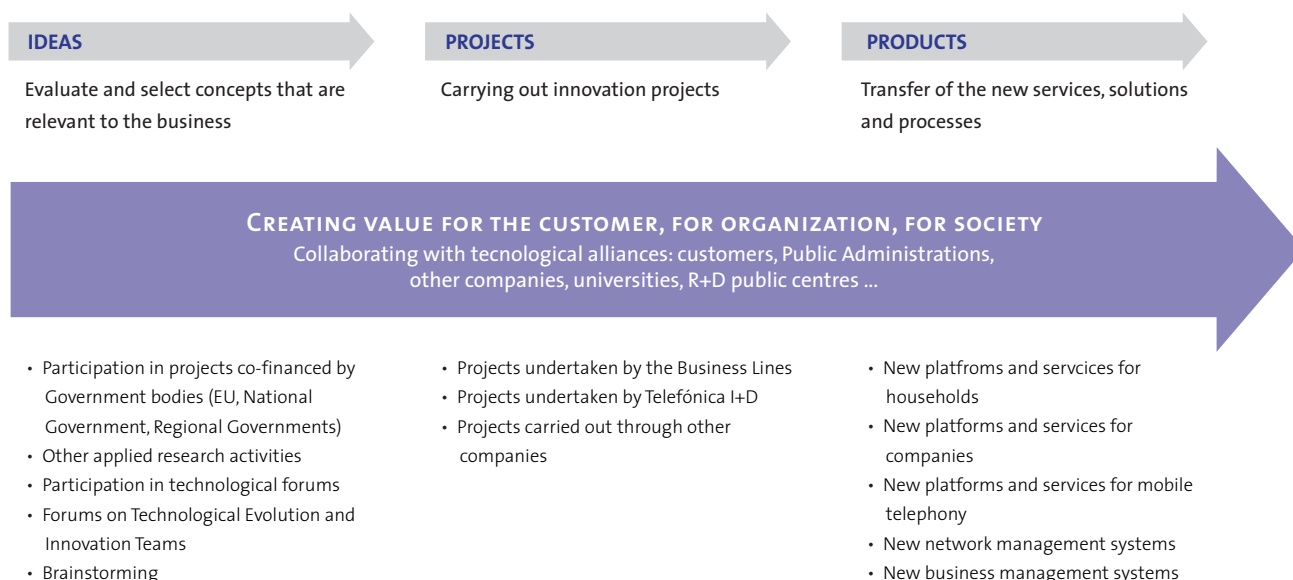 IDEAS
Evaluate and select concepts that are
relevant to the business
PROJECTS
Carrying out innovation projects
PRODUCTS
Transfer of the new services, solutions
and processes
CREATING VALUE FOR THE CUSTOMER, FOR ORGANIZATION, FOR SOCIETY
Collaborating with tecnological alliances: customers, Public Administrations,
other companies, universities, R+D public centres ...
• Participation in projects co-financed by
Government bodies (EU, National
Government, Regional Governments)
• Other applied research activities
• Participation in technological forums
• Forums on Technological Evolution and
Innovation Teams
• Brainstorming
• Projects undertaken by the Business Lines
• Projects undertaken by Telefónica I+D
• Projects carried out through other
companies
• New platfroms and servcices for
households
• New platforms and services for
companies
• New platforms and services for mobile
telephony
• New network management systems
• New business management systems